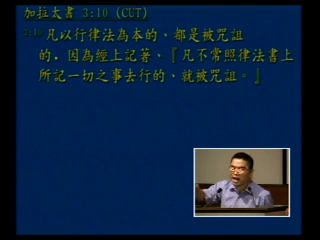 加拉太書 3:10 (CUT)
3:10 凡以行律法為本的、都是被咒詛
的．因為經上記著、『凡不常照律法書上
所記一切之事去行的、就被咒詛。』